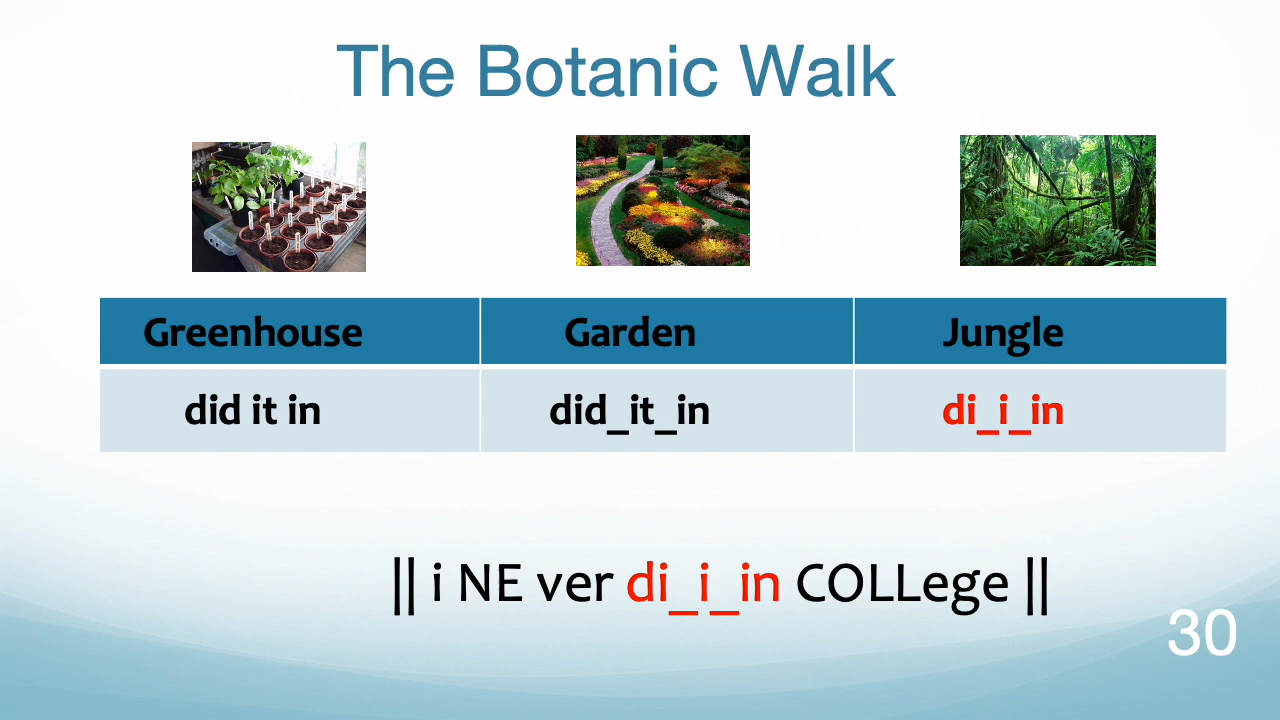 The Botanic Walk
Greenhouse Garden Jungle
did it in did_it_in di_i_in
|| i NE ver di_i_in COLLege ||
30